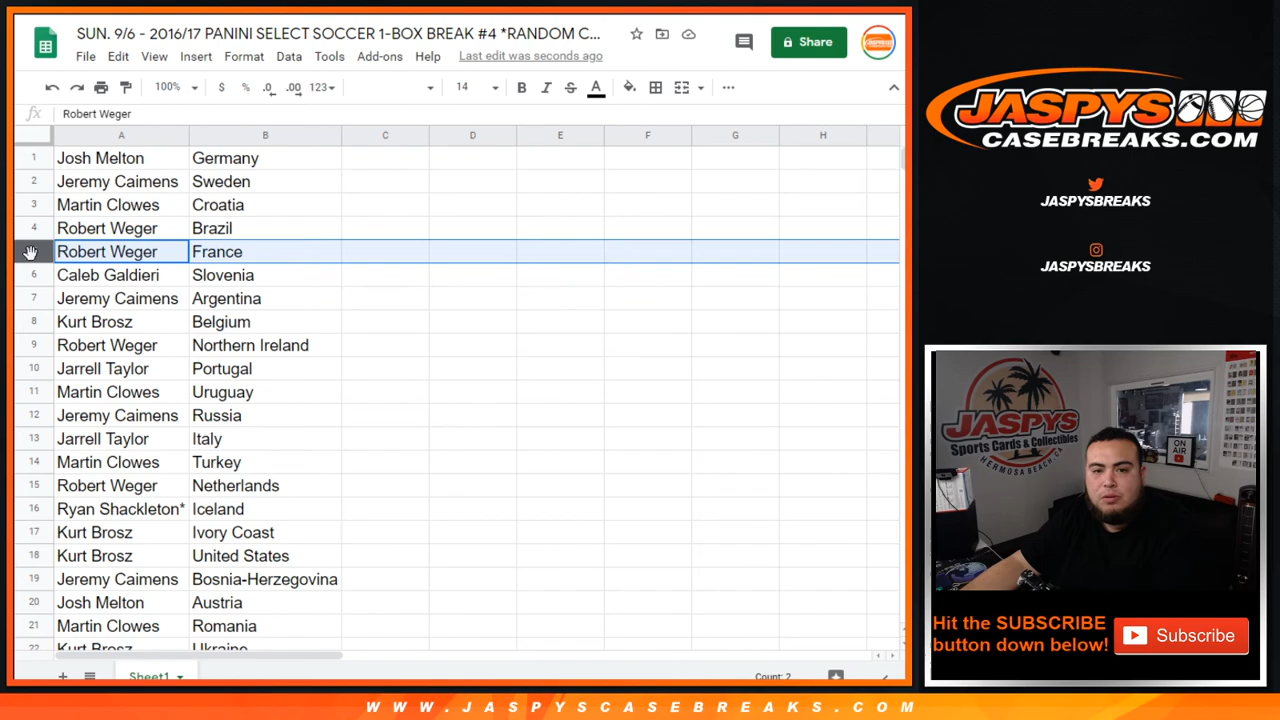 SUN. 9/6 - 2016/17 PANINI SELECT SOCCER 1-BOX BREAK #4 *RANDOM C...
File Edit View Insert Format Data Tools Add-ons Help Last edit was seconds ago
Share
100% $ % .0 .00 123 14 B I S A
fx Robert Weger
A B C D E F G H
1 Josh Melton Germany
2 Jeremy Caimens Sweden
3 Martin Clowes Croatia
4 Robert Weger Brazil
Robert Weger France
6 Caleb Galdieri Slovenia
7 Jeremy Caimens Argentina
8 Kurt Brosz Belgium
9 Robert Weger Northern Ireland
10 Jarrell Taylor Portugal
11 Martin Clowes Uruguay
12 Jeremy Caimens Russia
13 Jarrell Taylor Italy
14 Martin Clowes Turkey
15 Robert Weger Netherlands
16 Ryan Shackleton* Iceland
17 Kurt Brosz Ivory Coast
18 Kurt Brosz United States
19 Jeremy Caimens Bosnia-Herzegovina
20 Josh Melton Austria
21 Martin Clowes Romania
22 Kurt Brosz Ukraine
Sheet1 Count: 2
JASPYS
CASEBREAKS.COM
JASPYSBREAKS
JASPYSBREAKS
JASPYS
Sports Cards & Collectibles
HERMOSA BEACH, CA
ON AIR
Hit the SUBSCRIBE
button down below!
Subscribe
WWW.JASPYSCASEBREAKS.COM